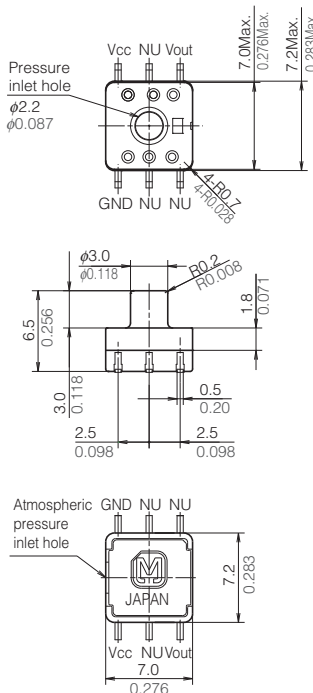 Vcc NU Vout
7.0Max.
0.276Max.
7.2Max.
0.283Max.
Pressure
inlet hole
ϕ2.2
ϕ0.087
4-R0.7
4-R0.028
GND NU NU
ϕ3.0
ϕ0.118
R0.2
R0.008
1.8
0.071
6.5
0.256
3.0
0.118
0.5
0.20
2.5
0.098
2.5
0.098
Atmospheric
pressure
inlet hole
GND NU NU
M
JAPAN
7.2
0.283
Vcc NU Vout
7.0
0.276